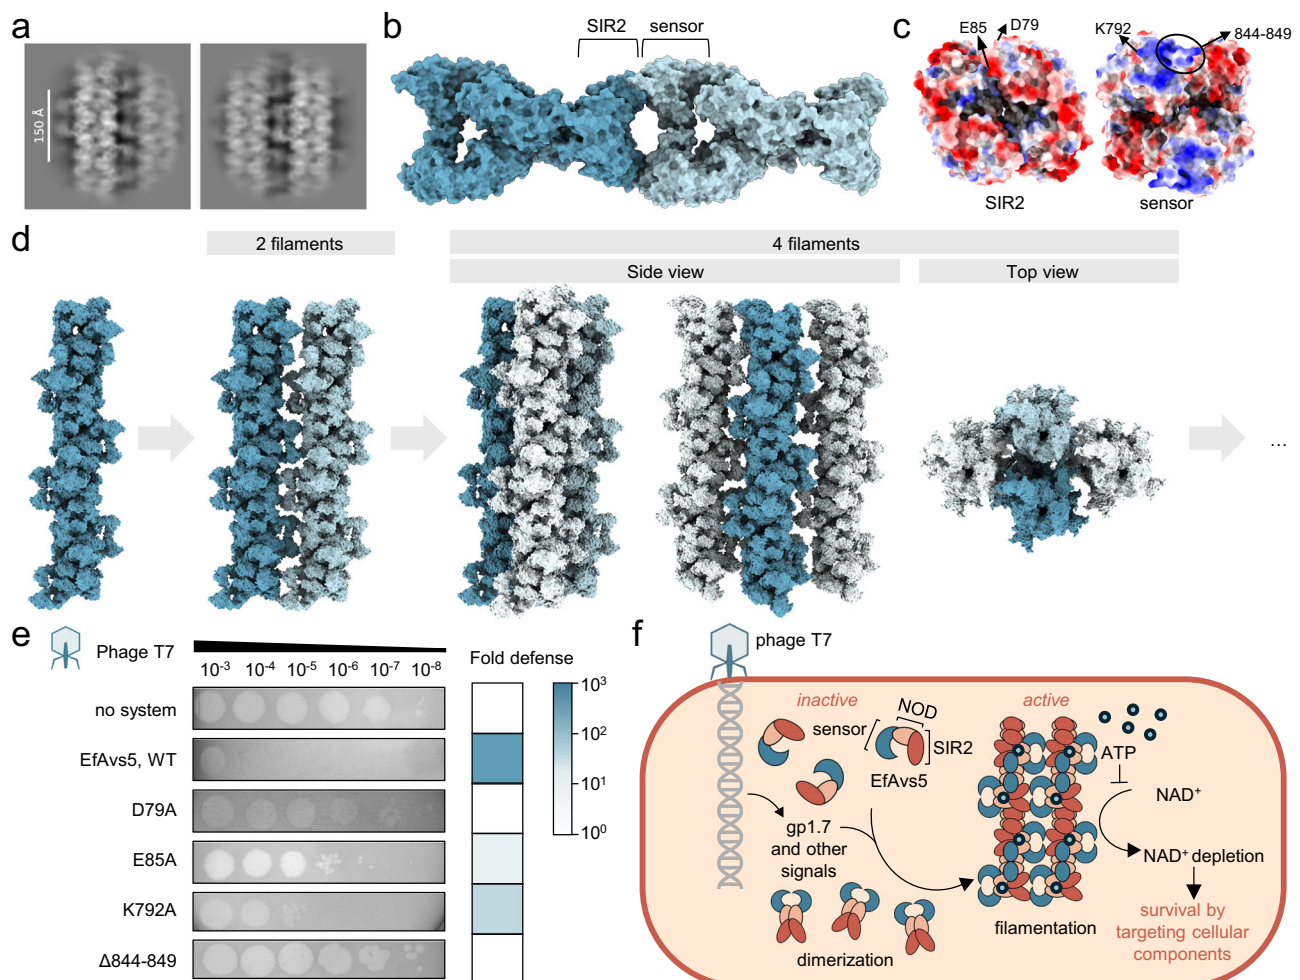 a
150 Å
b
SIR2
sensor
c
E85
D79
K792
844-849
SIR2
sensor
d
2 filaments
4 filaments
Side view
Top view
...
e
Phage T7
10⁻³ 10⁻⁴ 10⁻⁵ 10⁻⁶ 10⁻⁷ 10⁻⁸
Fold defense
no system
EfAvs5, WT
D79A
E85A
K792A
Δ844-849
10³
10²
10¹
10⁰
f
phage T7
inactive
active
sensor
NOD
SIR2
EfAvs5
gp1.7
and other
signals
dimerization
filamentation
ATP
NAD⁺
NAD⁺ depletion
survival by
targeting cellular
components